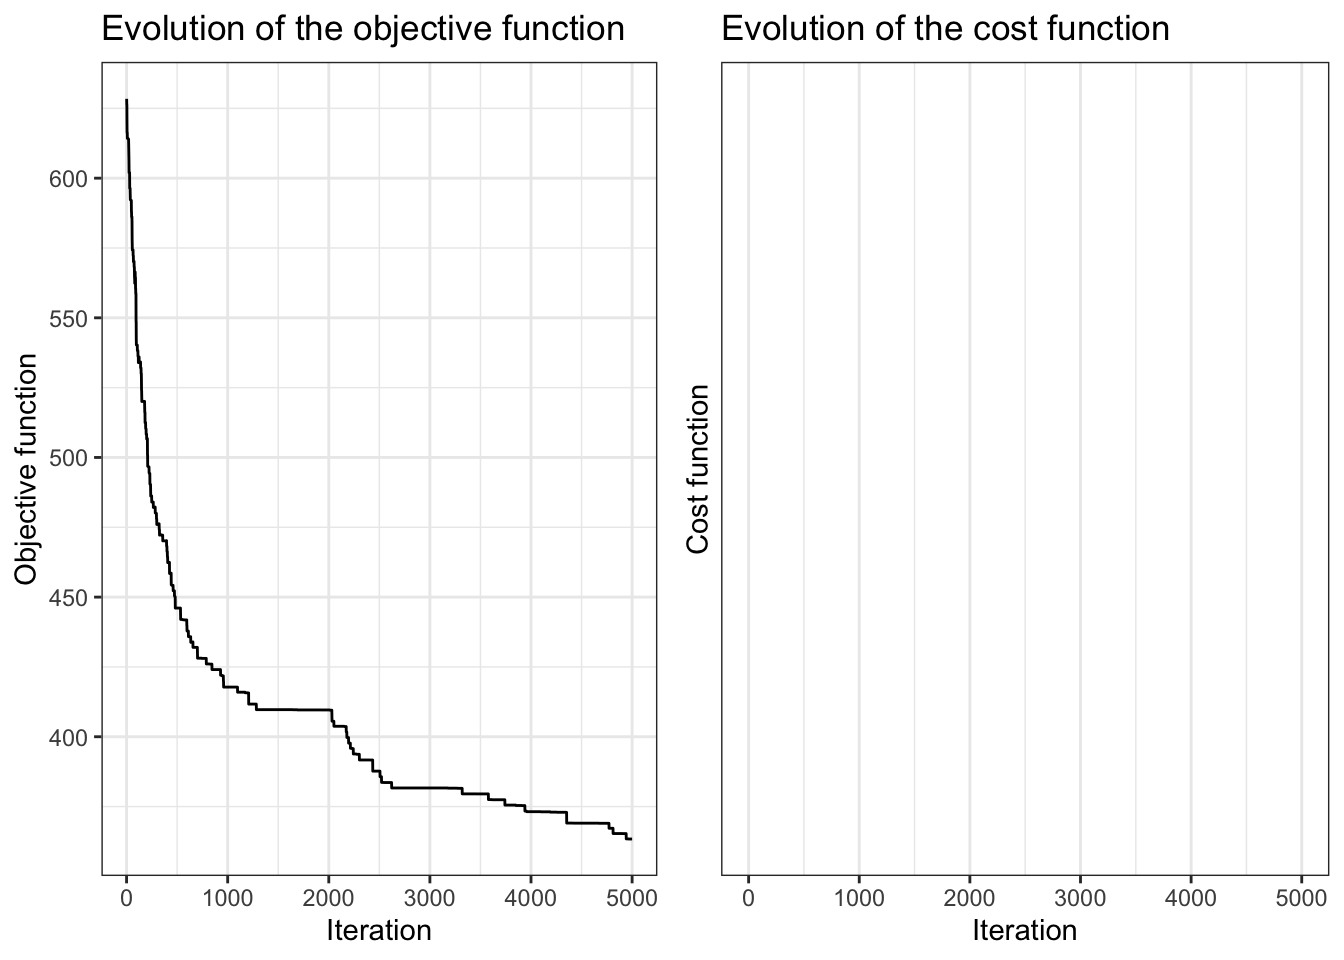 Evolution of the objective function
Objective function
600
550
500
450
400
0 1000 2000 3000 4000 5000
Iteration
Evolution of the cost function
Cost function
0 1000 2000 3000 4000 5000
Iteration